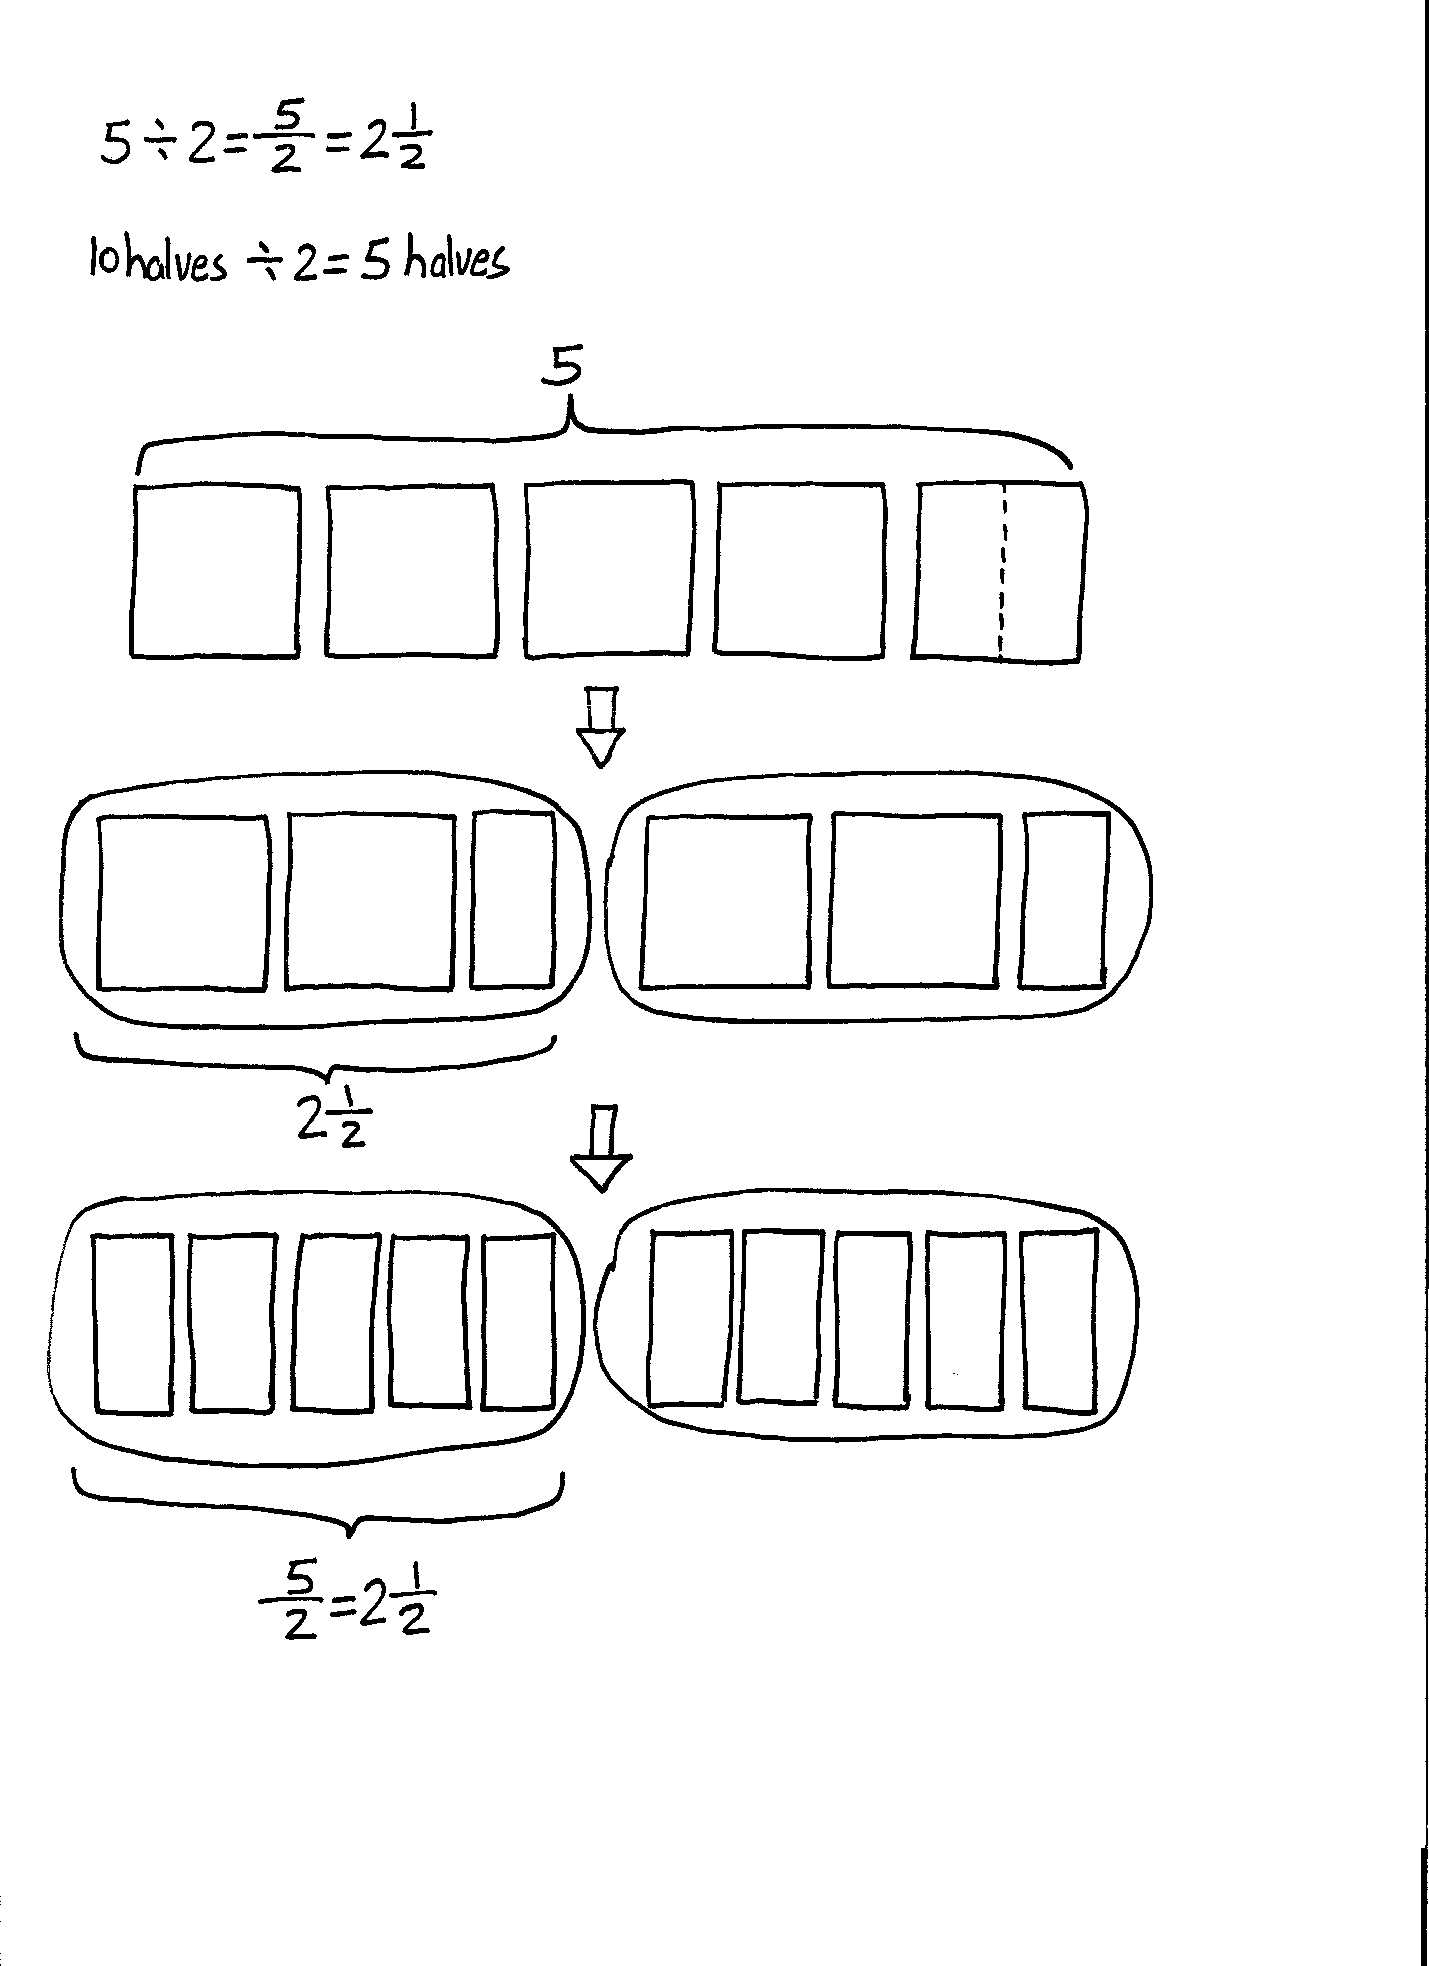 5 ÷ 2 = 5/2 = 2 1/2
10 halves ÷ 2 = 5 halves
5
2 1/2
5/2 = 2 1/2